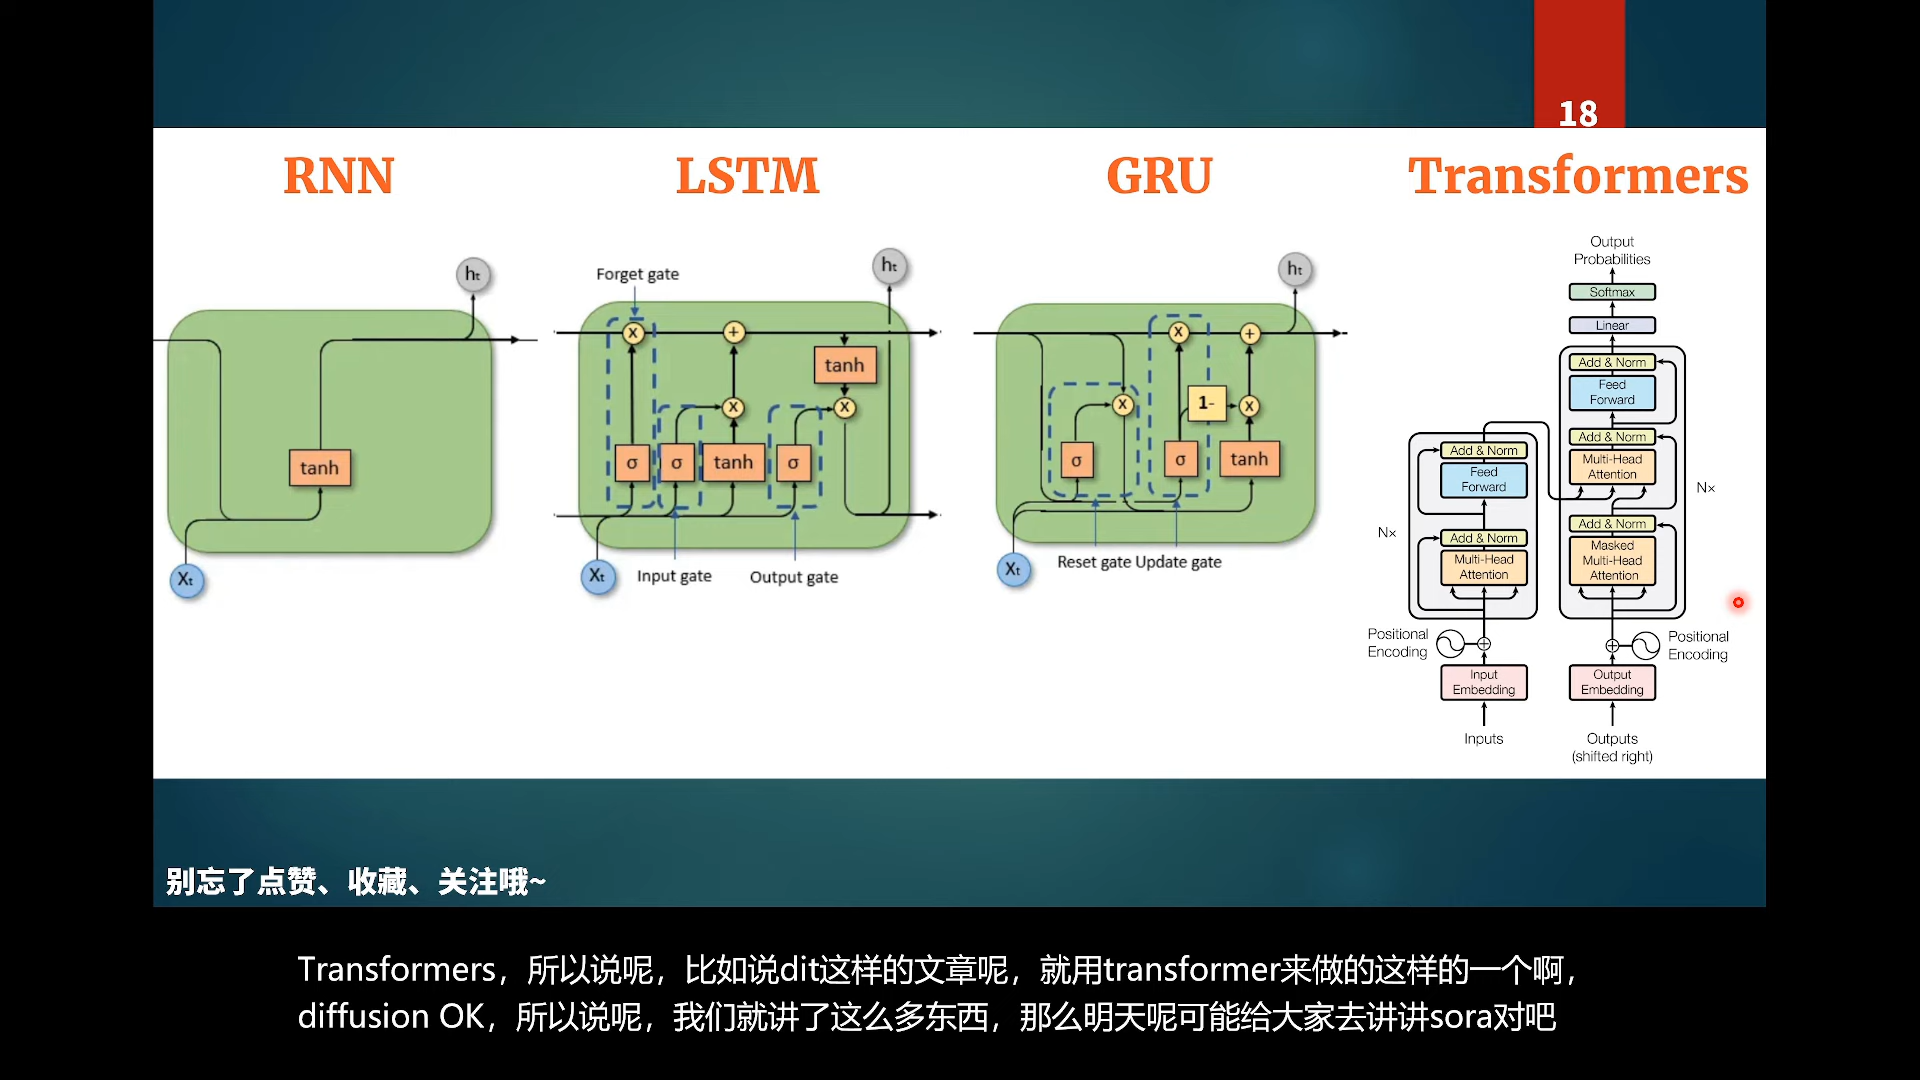 18
RNN
LSTM
GRU
Transformers
ht
tanh
Xt
Forget gate
ht
x
+
tanh
x
x
σ
σ
tanh
σ
Xt
Input gate
Output gate
ht
x
+
x
1-
x
σ
σ
tanh
Xt
Reset gate Update gate
Output
Probabilities
Softmax
Linear
Add & Norm
Feed
Forward
Add & Norm
Multi-Head
Attention
Nx
Add & Norm
Masked
Multi-Head
Attention
Add & Norm
Feed
Forward
Nx
Add & Norm
Multi-Head
Attention
Positional
Encoding
Positional
Encoding
Input
Embedding
Output
Embedding
Inputs
Outputs
(shifted right)
别忘了点赞、收藏、关注哦~
Transformers，所以说呢，比如说dit这样的文章呢，就用transformer来做的这样的一个啊，
diffusion OK，所以说呢，我们就讲了这么多东西，那么明天呢可能给大家去讲讲sora对吧